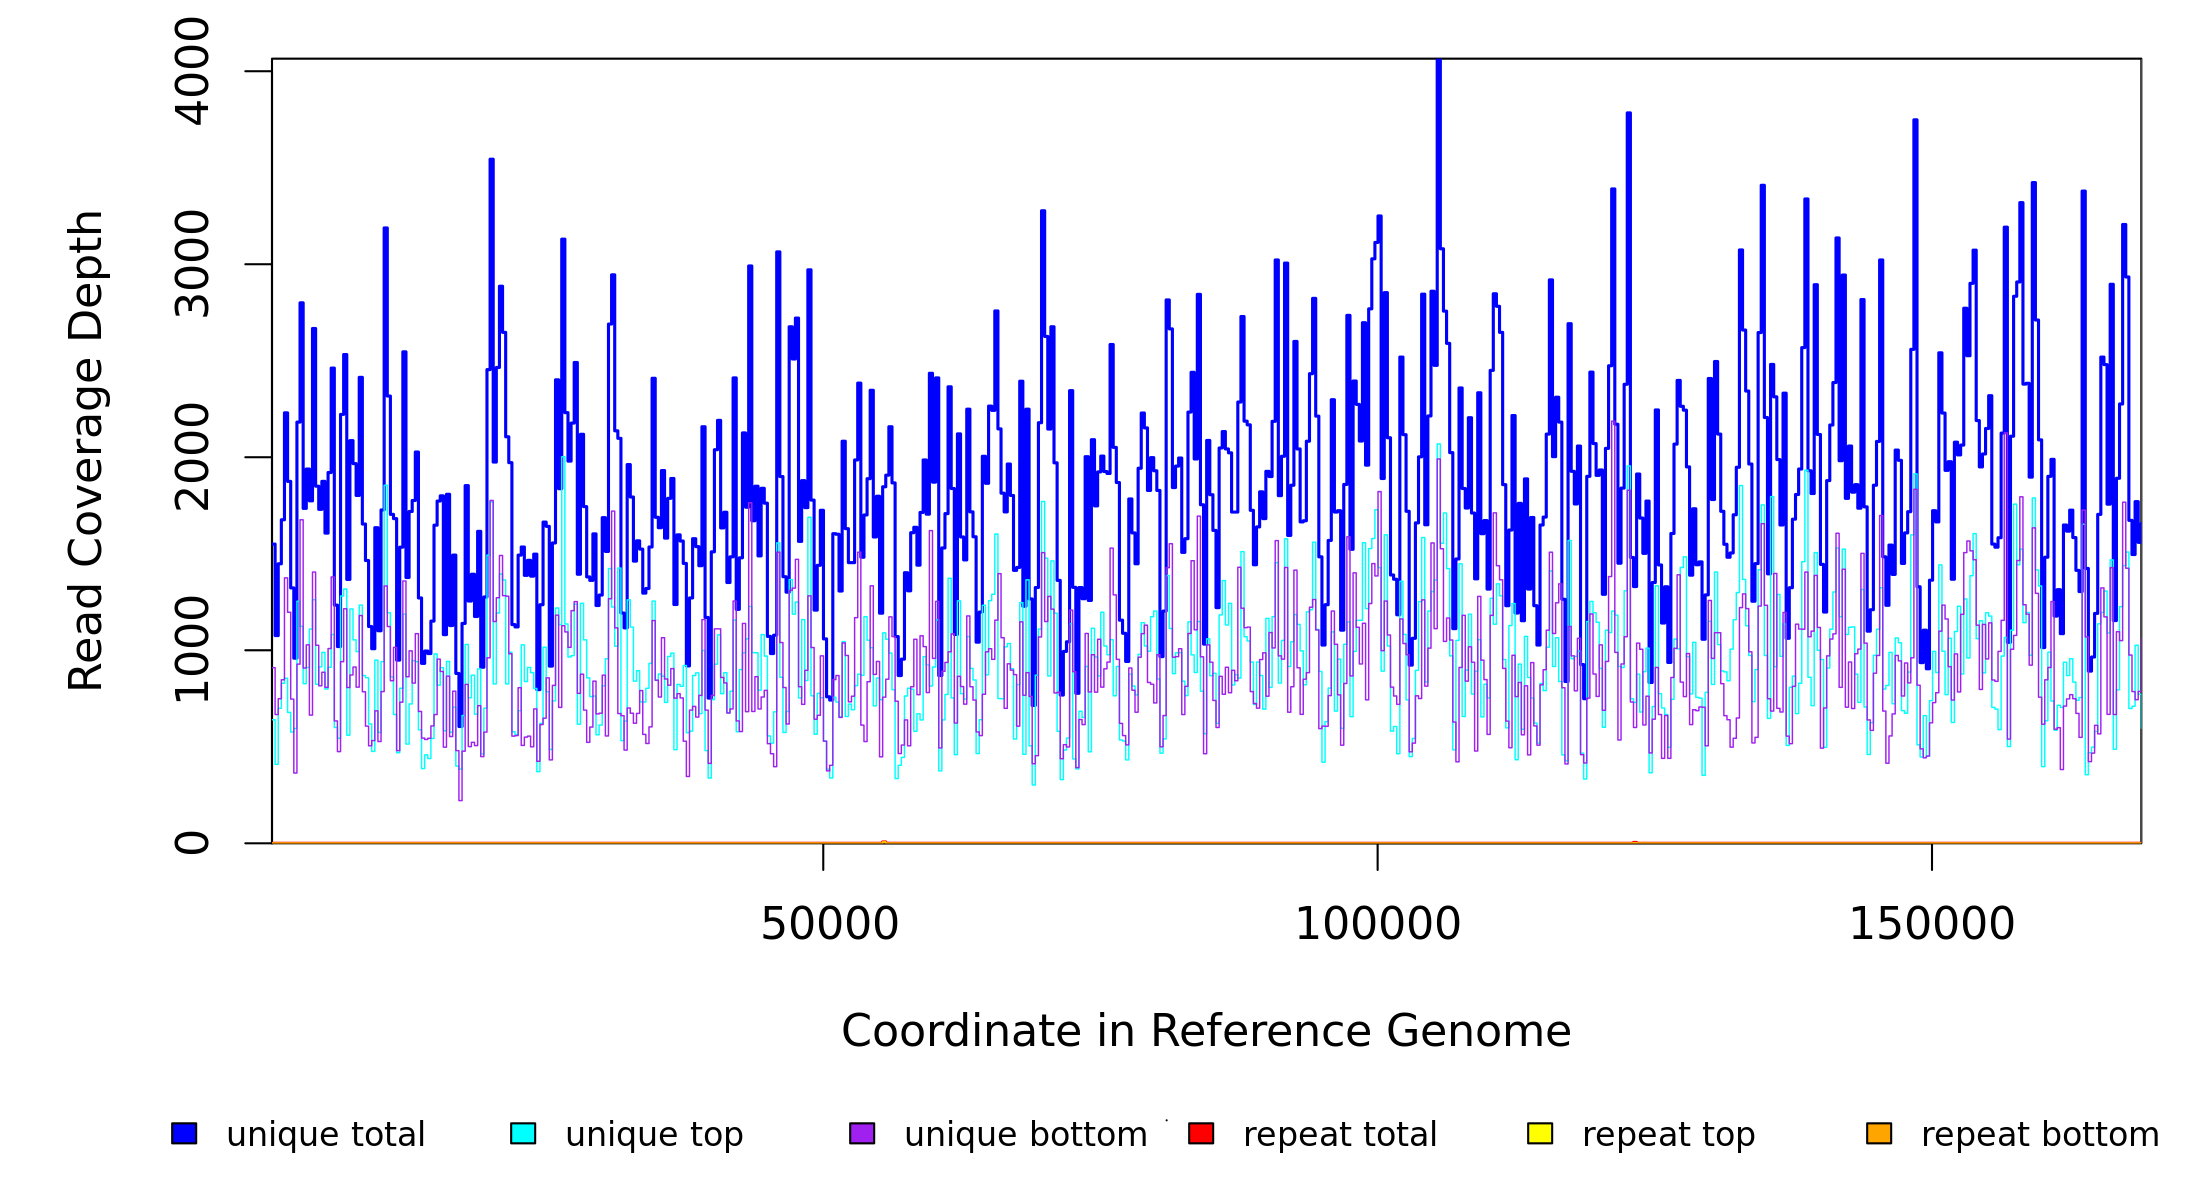 4000
3000
2000
1000
0
Read Coverage Depth
50000 100000 150000
Coordinate in Reference Genome
unique total unique top unique bottom repeat total repeat top repeat bottom